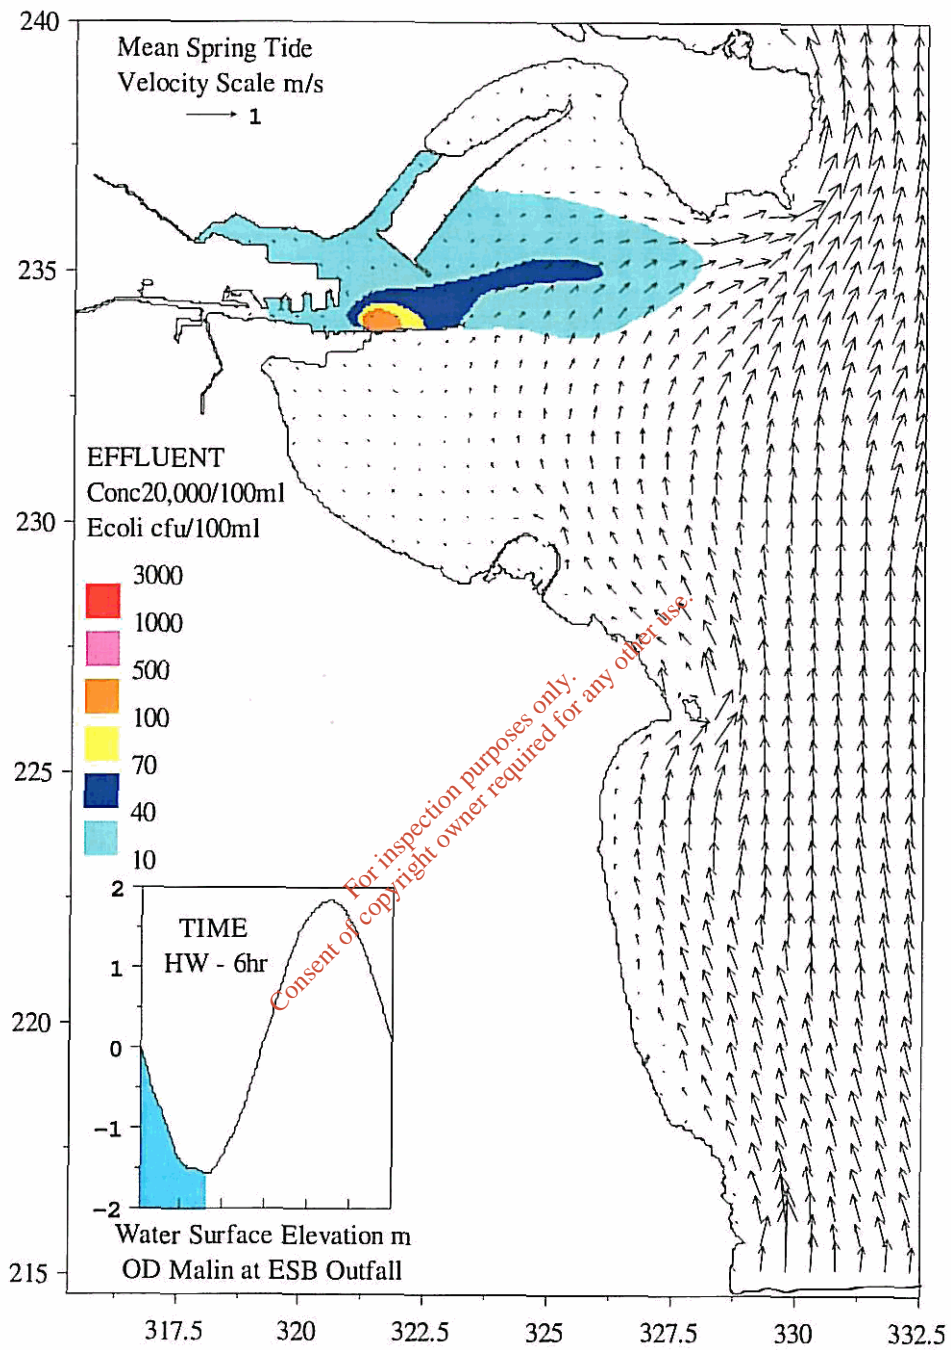 240
Mean Spring Tide
Velocity Scale m/s
1
235
EFFLUENT
Conc20,000/100ml
Ecoli cfu/100ml
230
3000
1000
500
100
70
40
10
225
For inspection purposes only.
Consent of copyright owner required for any other use.
2
TIME
HW - 6hr
1
0
-1
-2
220
Water Surface Elevation m
OD Malin at ESB Outfall
215
317.5 320 322.5 325 327.5 330 332.5